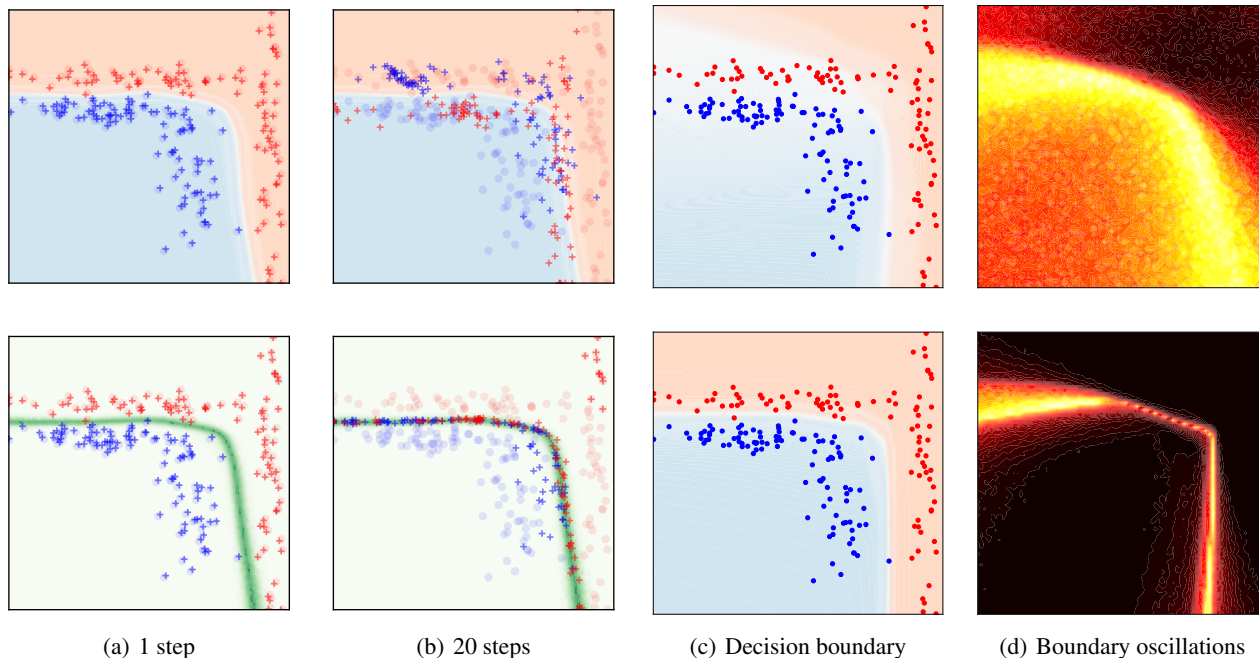 (a) 1 step
(b) 20 steps
(c) Decision boundary
(d) Boundary oscillations